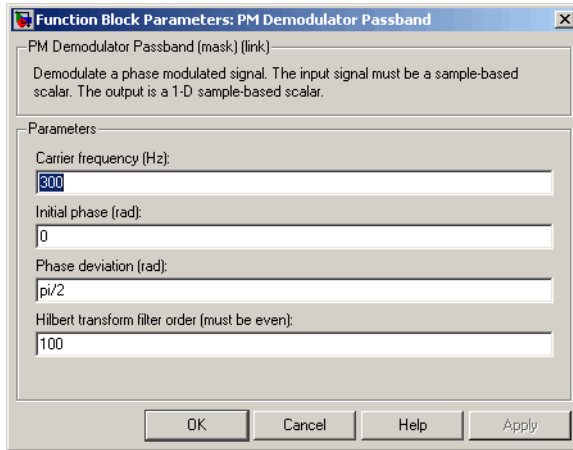 Function Block Parameters: PM Demodulator Passband
PM Demodulator Passband (mask) (link)
Demodulate a phase modulated signal. The input signal must be a sample-based
scalar. The output is a 1-D sample-based scalar.
Parameters
Carrier frequency (Hz):
300
Initial phase (rad):
0
Phase deviation (rad):
pi/2
Hilbert transform filter order (must be even):
100
OK Cancel Help Apply